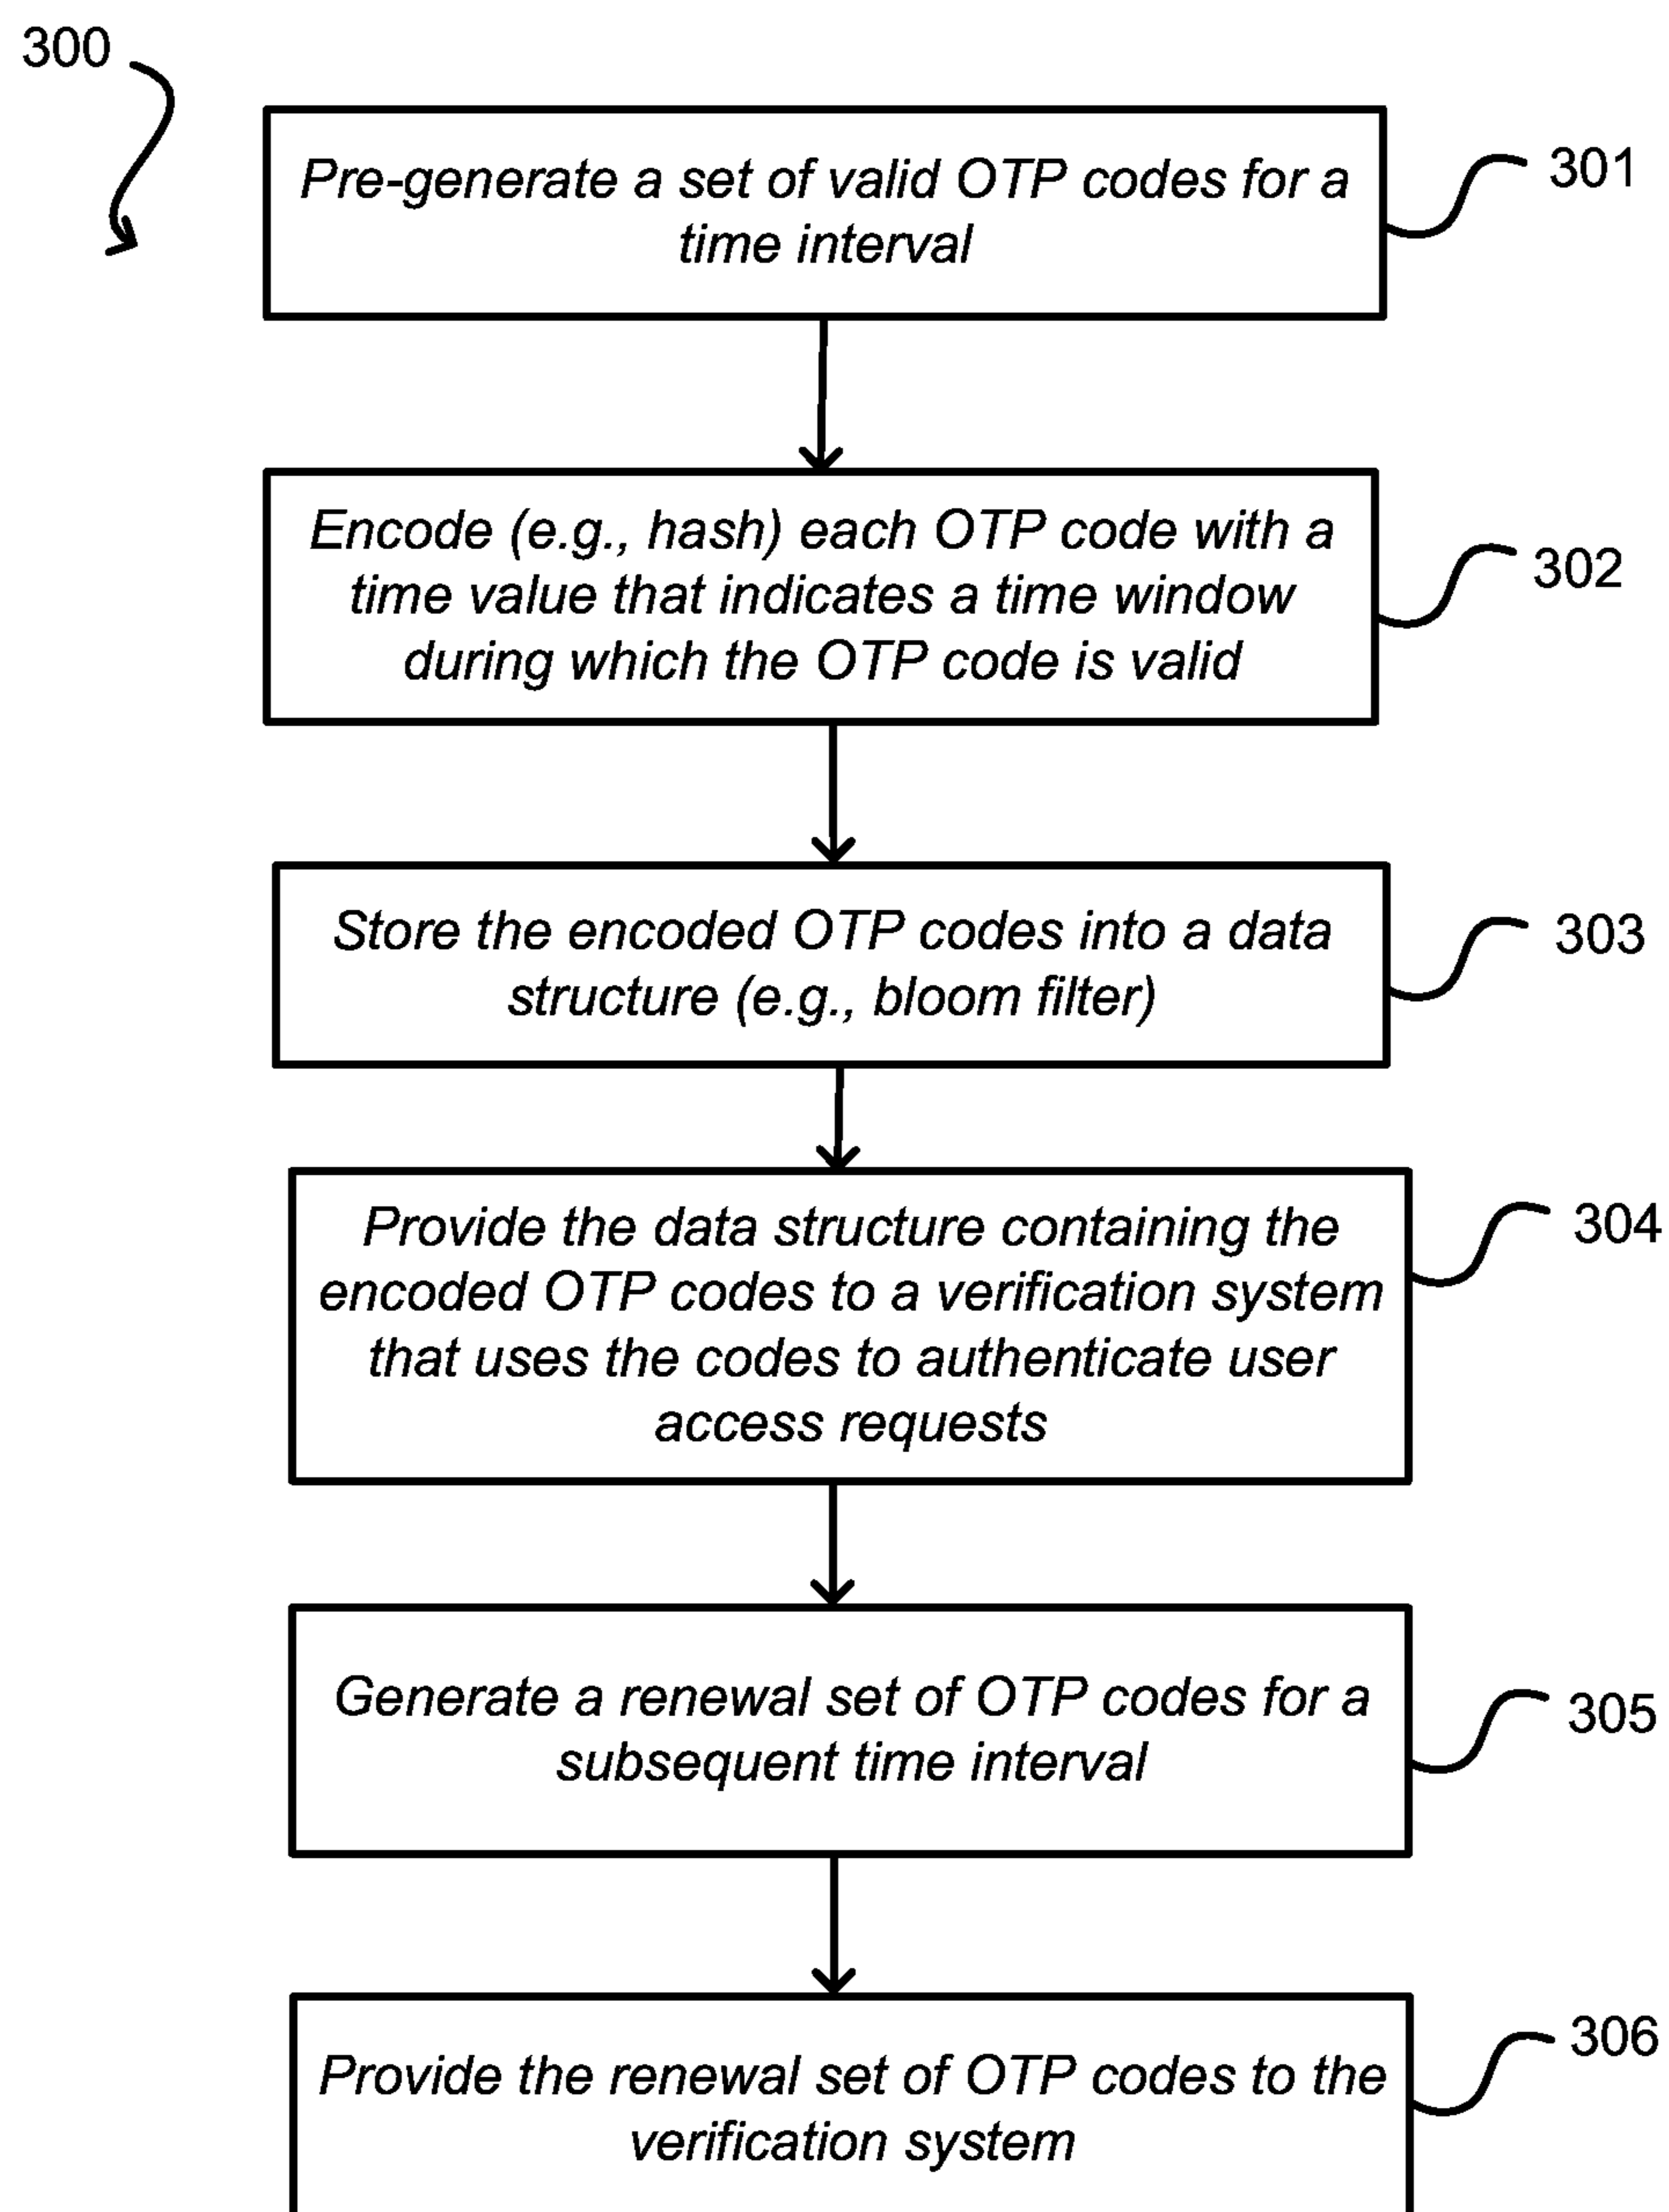 300
Pre-generate a set of valid OTP codes for a
time interval
301
Encode (e.g., hash) each OTP code with a
time value that indicates a time window
during which the OTP code is valid
302
Store the encoded OTP codes into a data
structure (e.g., bloom filter)
303
Provide the data structure containing the
encoded OTP codes to a verification system
that uses the codes to authenticate user
access requests
304
Generate a renewal set of OTP codes for a
subsequent time interval
305
Provide the renewal set of OTP codes to the
verification system
306